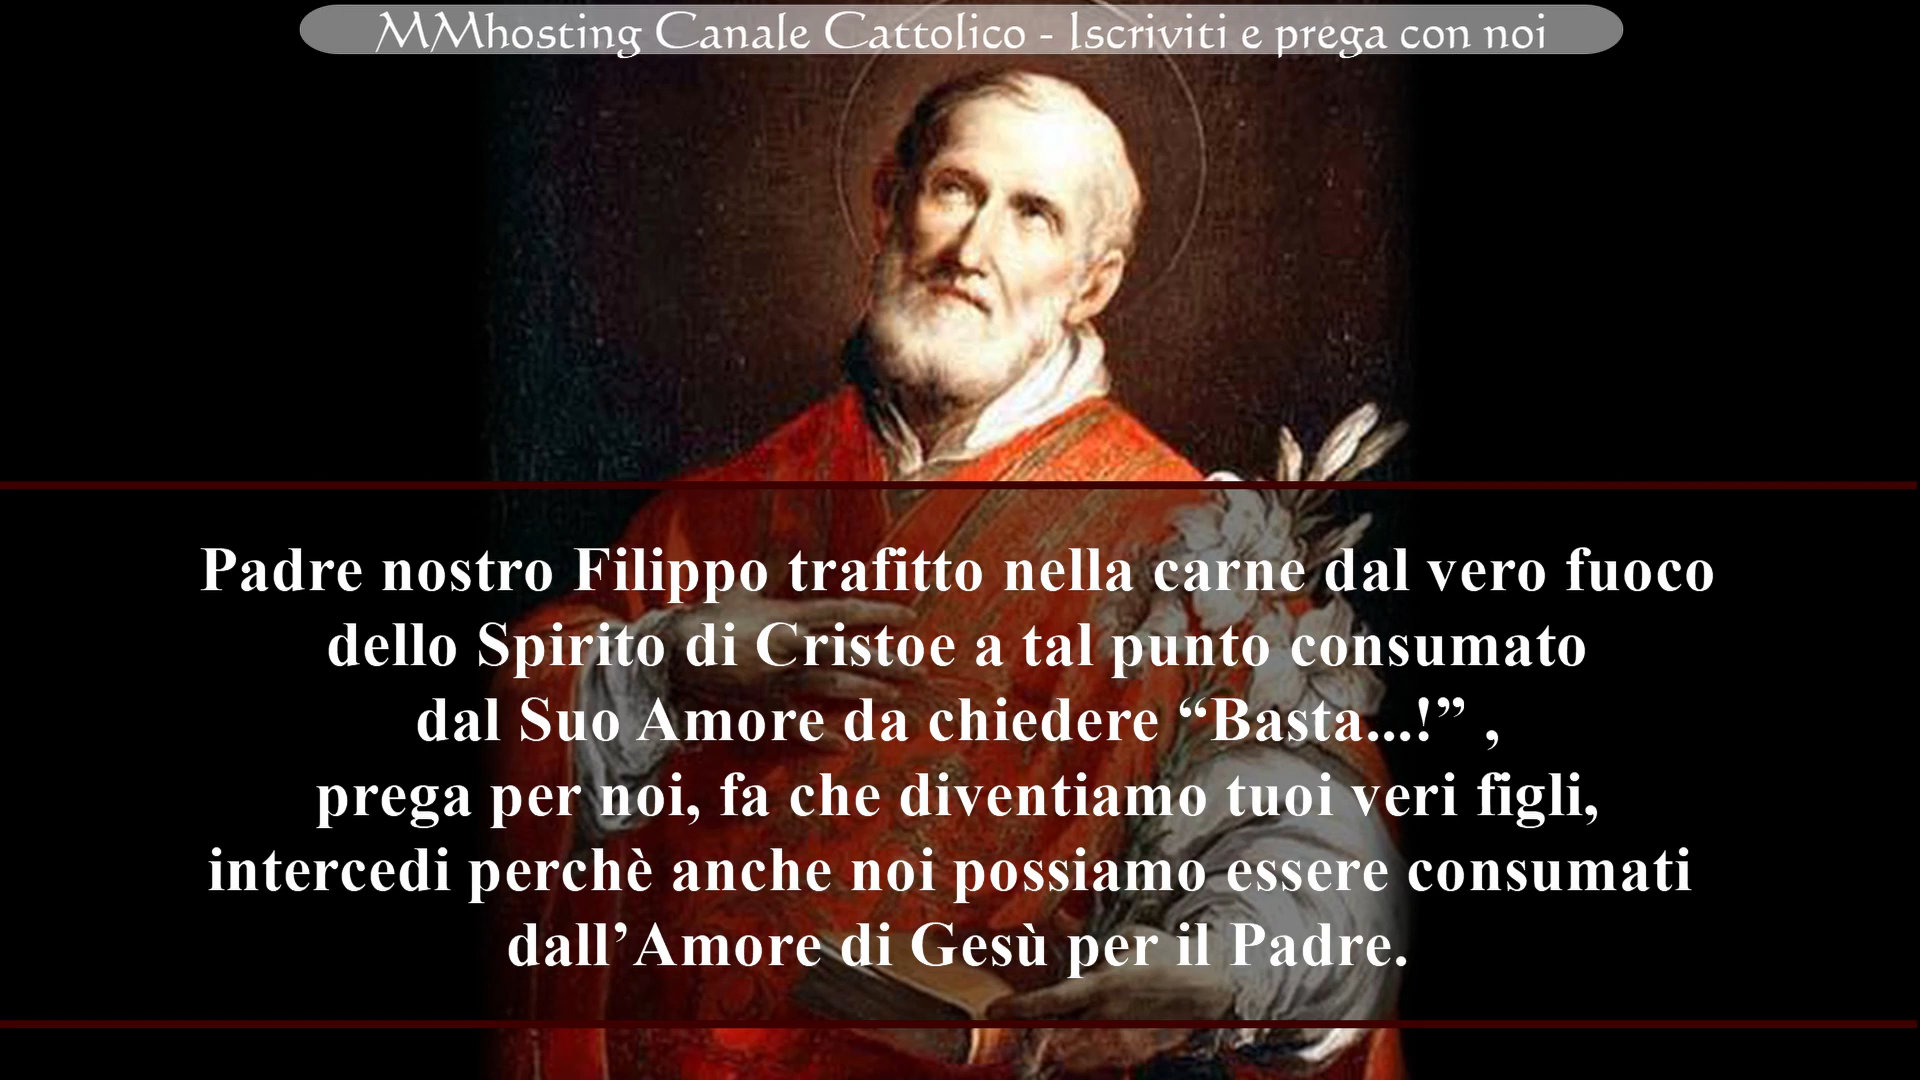 MMhosting Canale Cattolico - Iscriviti e prega con noi
Padre nostro Filippo trafitto nella carne dal vero fuoco
dello Spirito di Cristoe a tal punto consumato
dal Suo Amore da chiedere “Basta...!” ,
prega per noi, fa che diventiamo tuoi veri figli,
intercedi perchè anche noi possiamo essere consumati
dall’Amore di Gesù per il Padre.